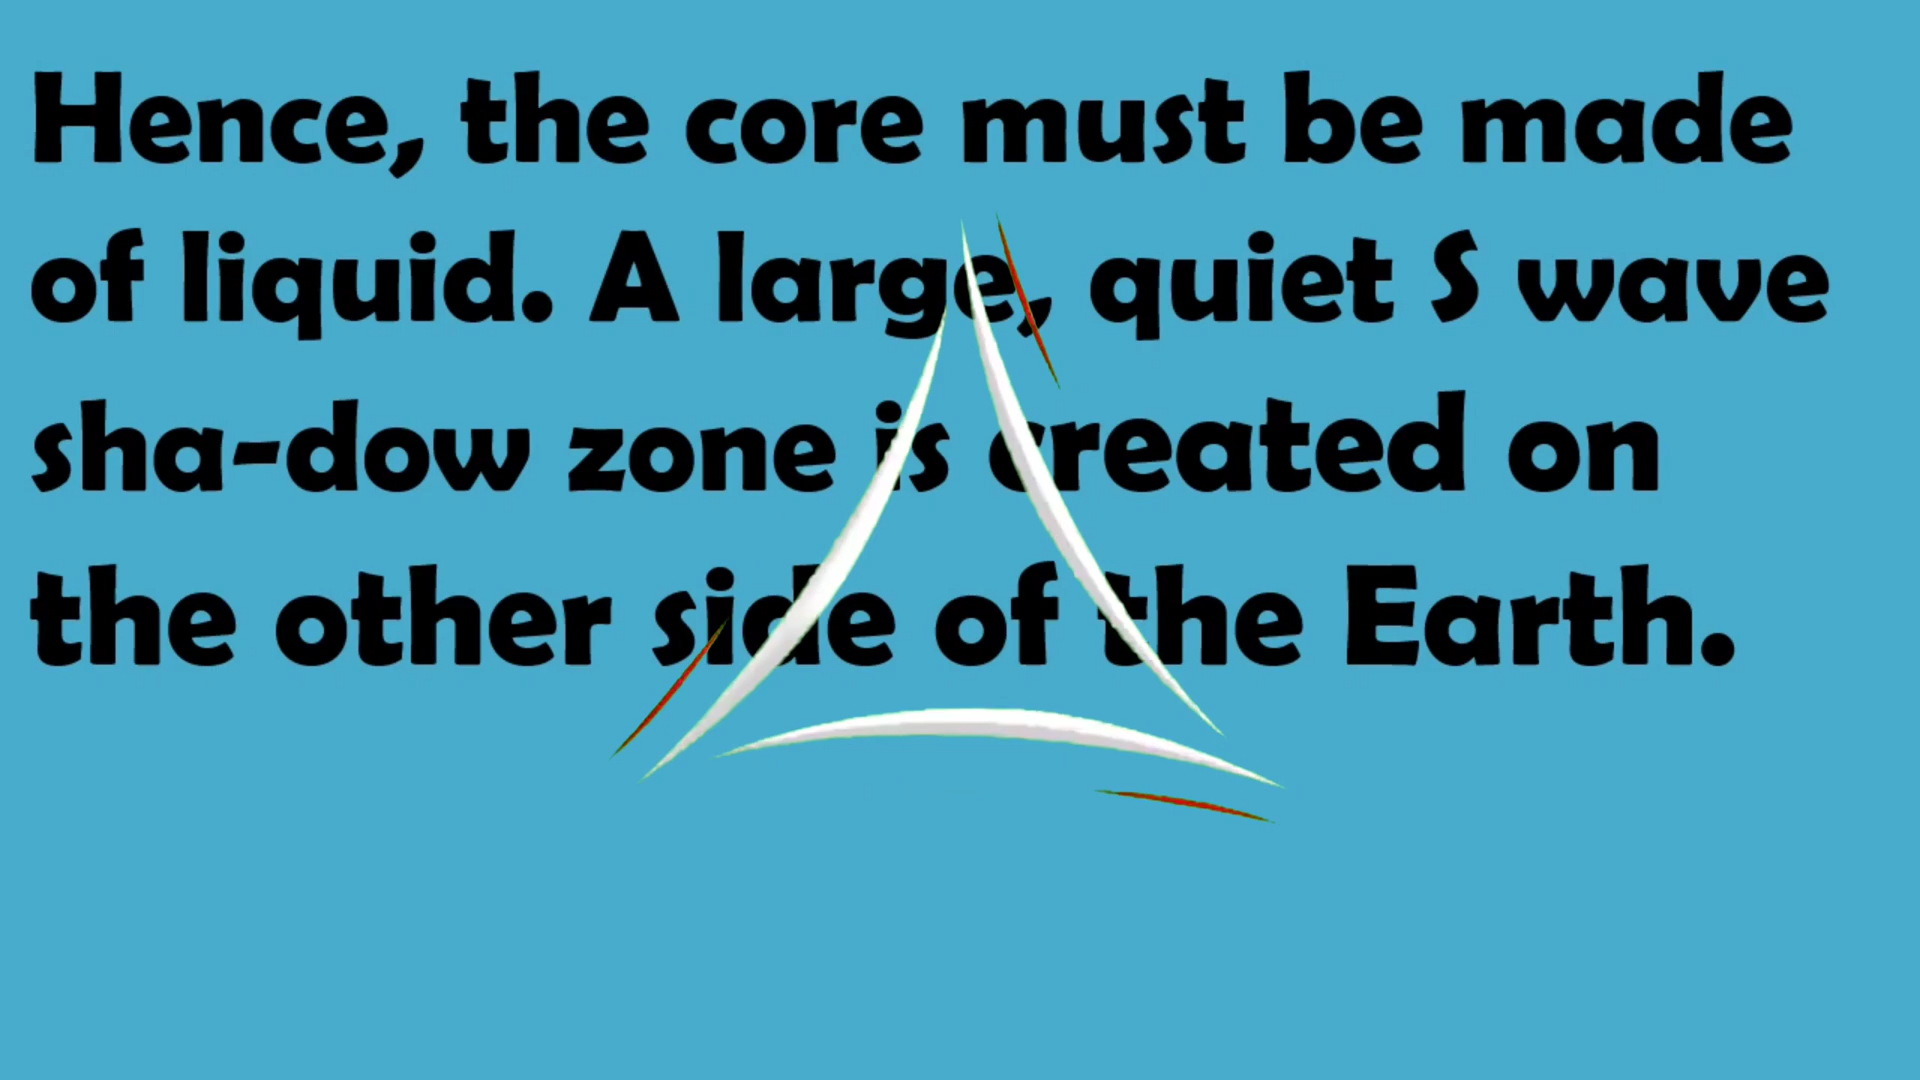 Hence, the core must be made
of liquid. A large, quiet S wave
sha-dow zone is created on
the other side of the Earth.